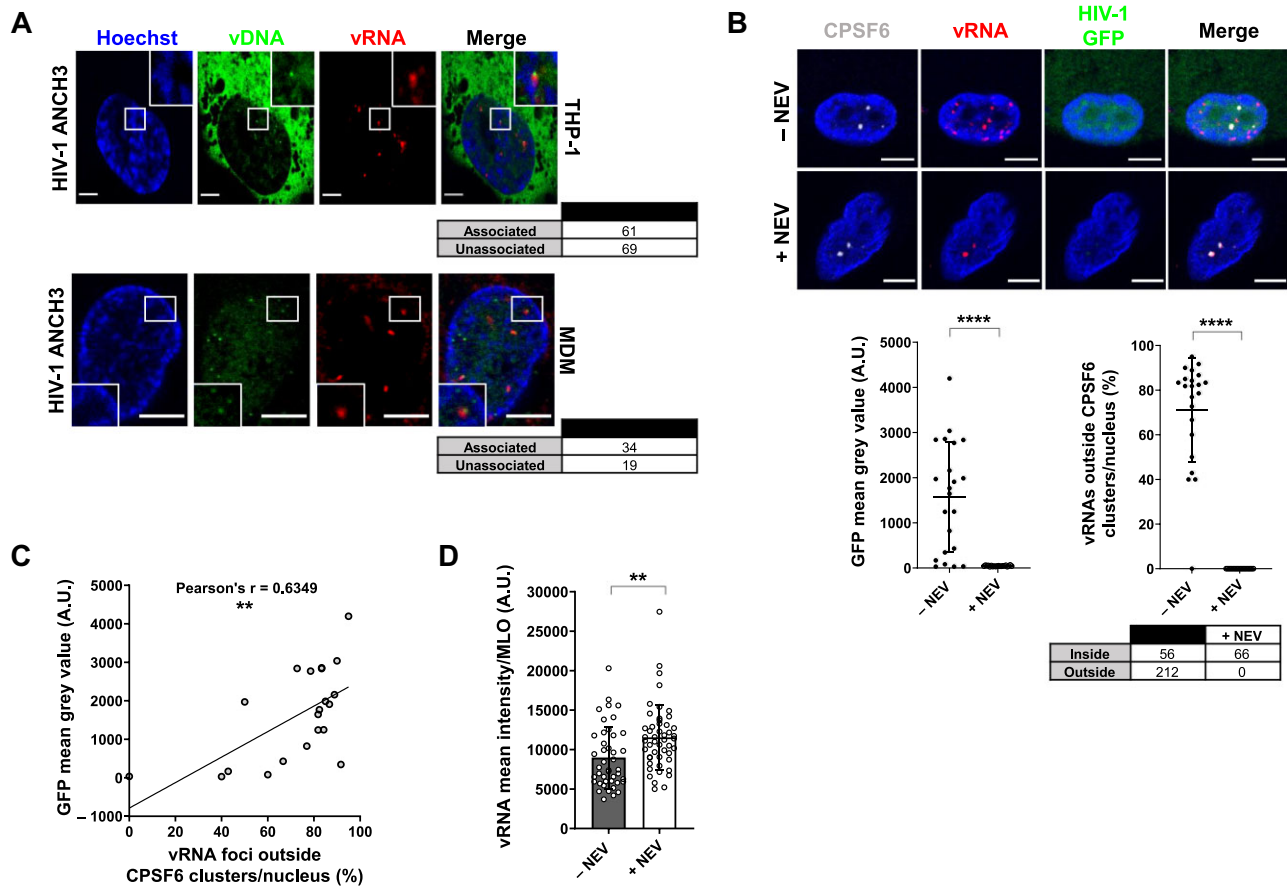 A
Hoechst vDNA vRNA Merge
HIV-1 ANCH3
THP-1
Associated 61
Unassociated 69
HIV-1 ANCH3
MDM
Associated 34
Unassociated 19
B
CPSF6 vRNA HIV-1 GFP Merge
– NEV
+ NEV
****
GFP mean grey value (A.U.)
5000
4000
3000
2000
1000
0
– NEV + NEV
****
vRNAs outside CPSF6
clusters/nucleus (%)
100
80
60
40
20
0
– NEV + NEV
+ NEV
Inside 56 66
Outside 212 0
C
Pearson's r = 0.6349
**
GFP mean grey value (A.U.)
5000
4000
3000
2000
1000
0
– 1000
0 20 40 60 80 100
vRNA foci outside
CPSF6 clusters/nucleus (%)
D
**
vRNA mean intensity/MLO (A.U.)
30000
25000
20000
15000
10000
5000
0
– NEV + NEV